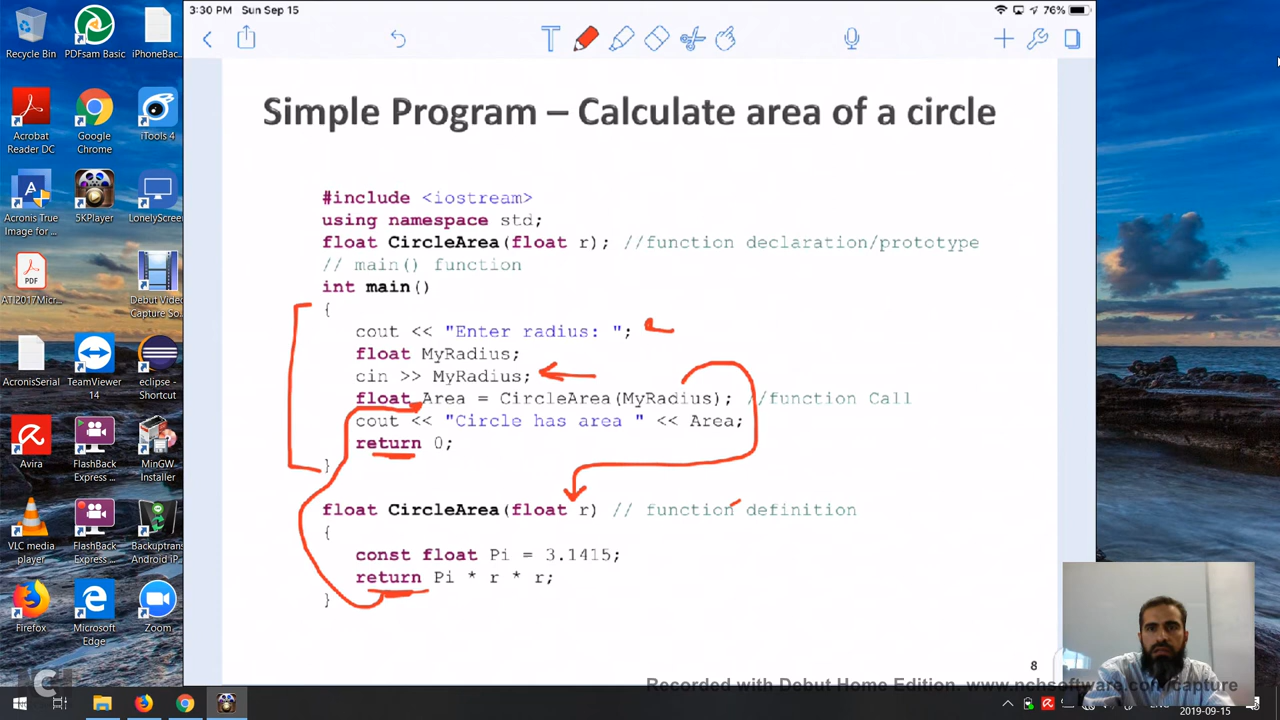 3:30 PM Sun Sep 15
76%
Recycle Bin
PDFsam Basic
iPhoneBac...
Acrobat Reader DC
Google Chrome
iTools 4
Acronis True Image for ...
5KPlayer
LonelyScreen
PDF
ATI2017Micr...
Debut Video Capture So...
AcronisSerial
TeamViewer 14
eclipse - Shortcut
Avira
FlashBack Express ...
MinGW Installer
VLC media player
FlashBack Express ...
Backuptrans Android iP...
Firefox
Microsoft Edge
Zoom
Simple Program – Calculate area of a circle
#include <iostream>
using namespace std;
float CircleArea(float r); //function declaration/prototype
// main() function
int main()
{
cout << "Enter radius: ";
float MyRadius;
cin >> MyRadius;
float Area = CircleArea(MyRadius); //function Call
cout << "Circle has area " << Area;
return 0;
}
float CircleArea(float r) // function definition
{
const float Pi = 3.1415;
return Pi * r * r;
}
8
Recorded with Debut Home Edition. www.nchsoftware.com/capture
NCH
2019-09-15